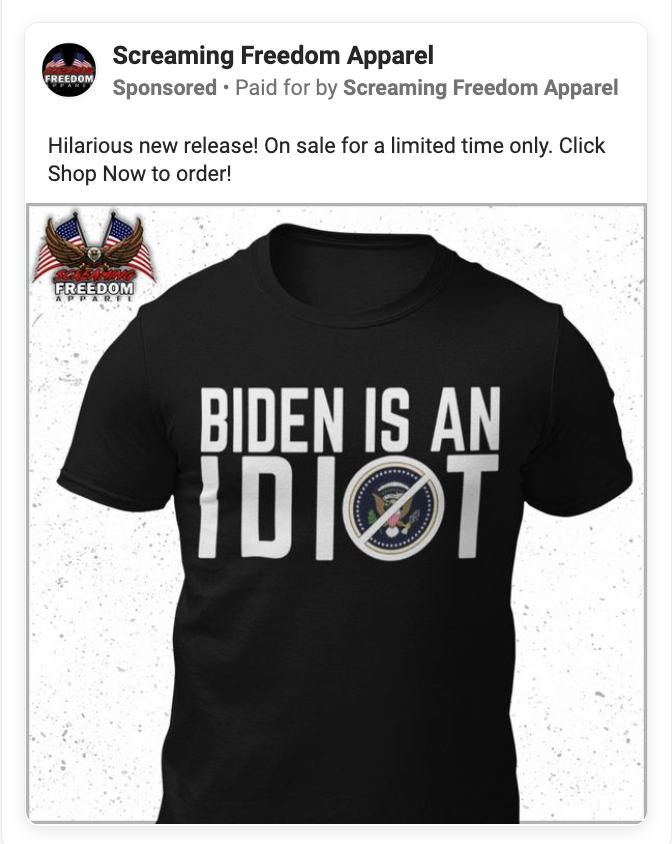 Screaming Freedom Apparel
Sponsored • Paid for by Screaming Freedom Apparel
Hilarious new release! On sale for a limited time only. Click
Shop Now to order!
SCREAMING
FREEDOM
APPAREL
BIDEN IS AN
IDIOT